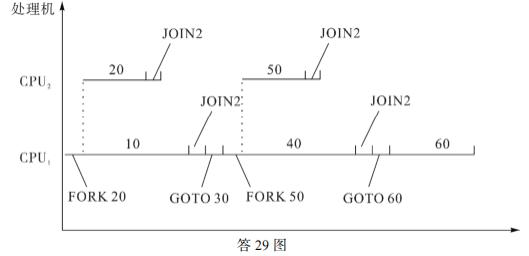 处理机
JOIN2
JOIN2
20
50
CPU₂
JOIN2
JOIN2
10
40
60
CPU₁
FORK 20
GOTO 30
FORK 50
GOTO 60
答 29 图